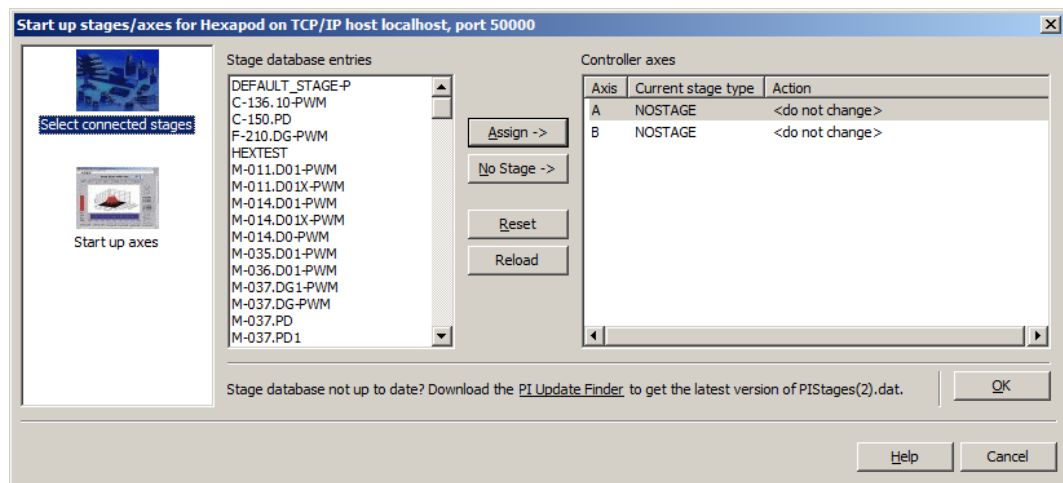 Start up stages/axes for Hexapod on TCP/IP host localhost, port 50000
Select connected stages
Start up axes
Stage database entries
DEFAULT_STAGE-P
C-136.10-PWM
C-150.PD
F-210.DG-PWM
HEXTEST
M-011.D01-PWM
M-011.D01X-PWM
M-014.D01-PWM
M-014.D01X-PWM
M-014.D0-PWM
M-035.D01-PWM
M-036.D01-PWM
M-037.DG1-PWM
M-037.DG-PWM
M-037.PD
M-037.PD1
Assign ->
No Stage ->
Reset
Reload
Controller axes
Axis Current stage type Action
A NOSTAGE <do not change>
B NOSTAGE <do not change>
Stage database not up to date? Download the PI Update Finder to get the latest version of PIStages(2).dat.
OK
Help
Cancel